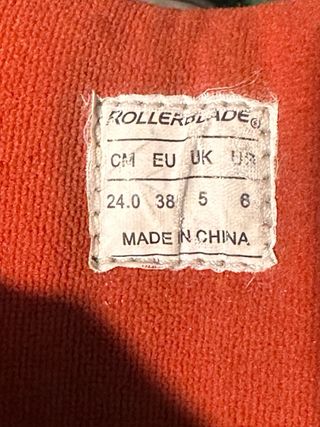 ROLLERBLADE®
CM EU UK US
24.0 38 5 6
MADE IN CHINA